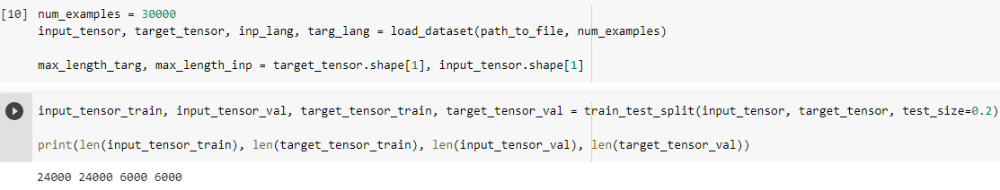 [10] num_examples = 30000
input_tensor, target_tensor, inp_lang, targ_lang = load_dataset(path_to_file, num_examples)
max_length_targ, max_length_inp = target_tensor.shape[1], input_tensor.shape[1]
input_tensor_train, input_tensor_val, target_tensor_train, target_tensor_val = train_test_split(input_tensor, target_tensor, test_size=0.2)
print(len(input_tensor_train), len(target_tensor_train), len(input_tensor_val), len(target_tensor_val))
24000 24000 6000 6000